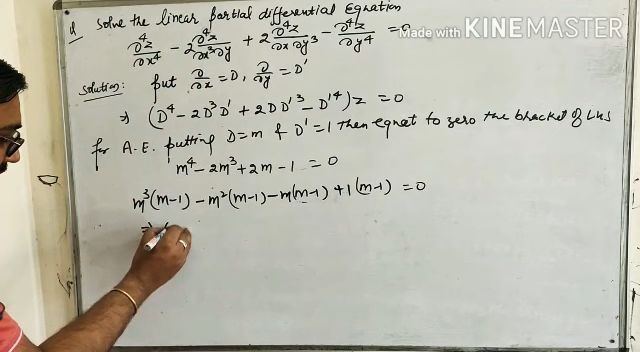 Q Solve the linear partial differential Equation
∂⁴z/∂x⁴ - 2 ∂⁴z/∂x³∂y + 2 ∂⁴z/∂x∂y³ - ∂⁴z/∂y⁴ = 0
Made with KINEMASTER
Solution: put ∂/∂x = D, ∂/∂y = D'
⇒ (D⁴ - 2D³D' + 2DD'³ - D'⁴) z = 0
for A.E. putting D=m & D'=1 then equat to zero the bracket of LHS
m⁴ - 2m³ + 2m - 1 = 0
m³(m-1) - m²(m-1) - m(m-1) + 1(m-1) = 0
⇒